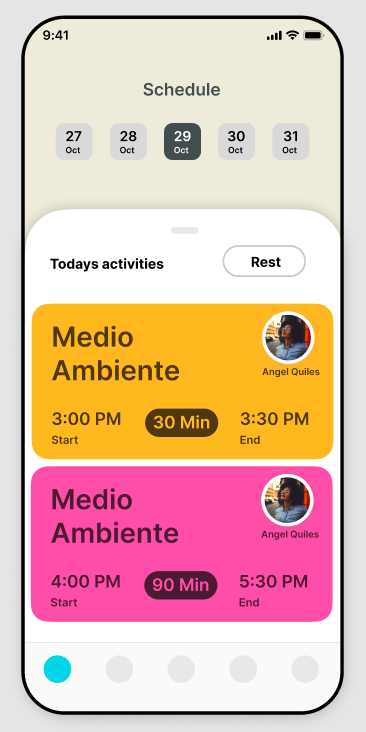 9:41
Schedule
27 28 29 30 31
Oct Oct Oct Oct Oct
Todays activities Rest
Medio
Ambiente
Angel Quiles
3:00 PM 30 Min 3:30 PM
Start End
Medio
Ambiente
Angel Quiles
4:00 PM 90 Min 5:30 PM
Start End